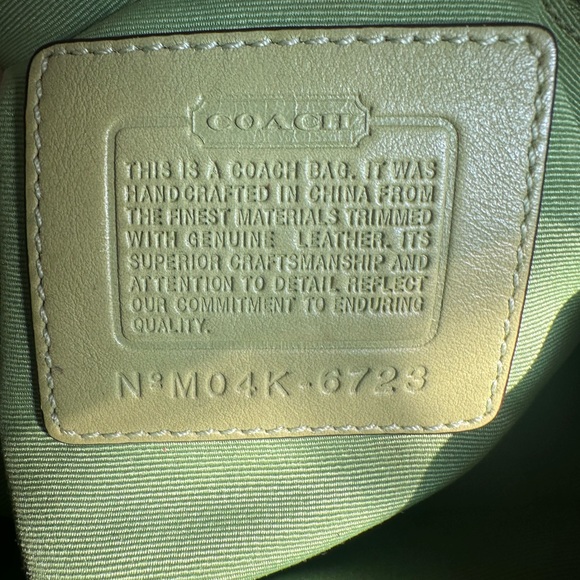 COACH
THIS IS A COACH BAG. IT WAS
HANDCRAFTED IN CHINA FROM
THE FINEST MATERIALS TRIMMED
WITH GENUINE LEATHER. ITS
SUPERIOR CRAFTSMANSHIP AND
ATTENTION TO DETAIL REFLECT
OUR COMMITMENT TO ENDURING
QUALITY.
Nº M04K-6723